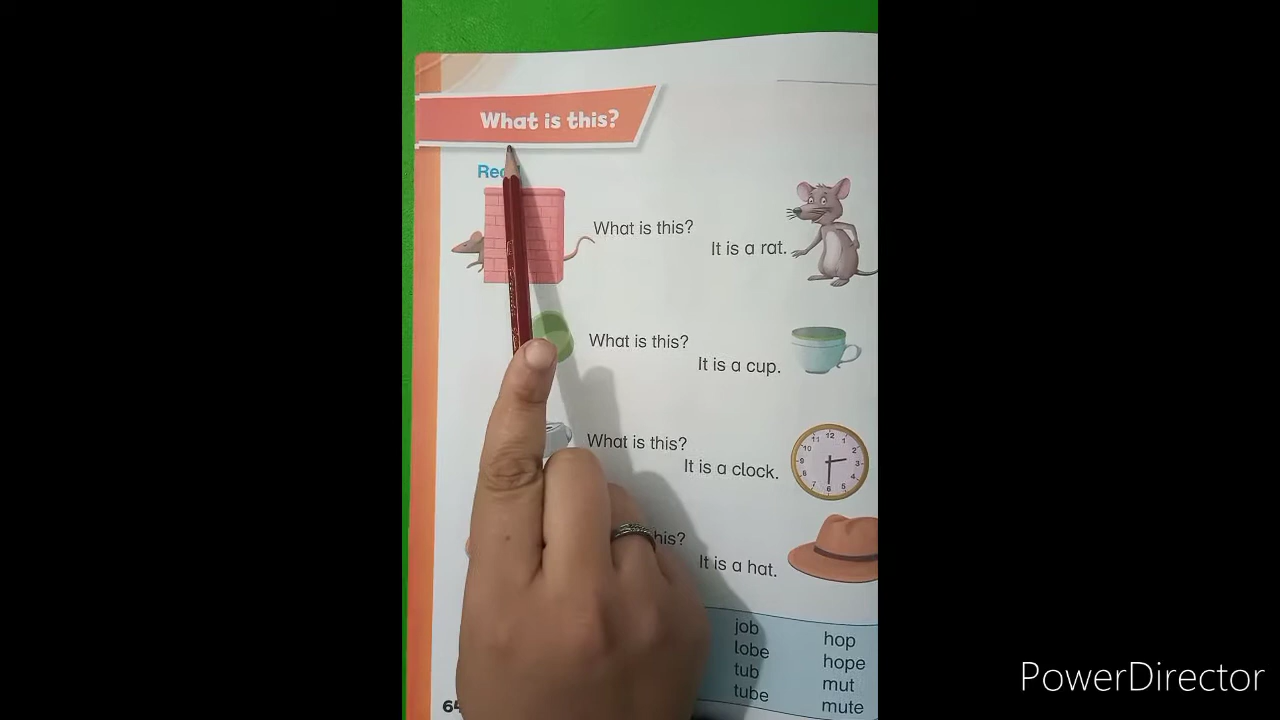 What is this?
What is this?
It is a rat.
What is this?
It is a cup.
What is this?
It is a clock.
It is a hat.
job
lobe
tub
tube
hop
hope
mut
mute
PowerDirector